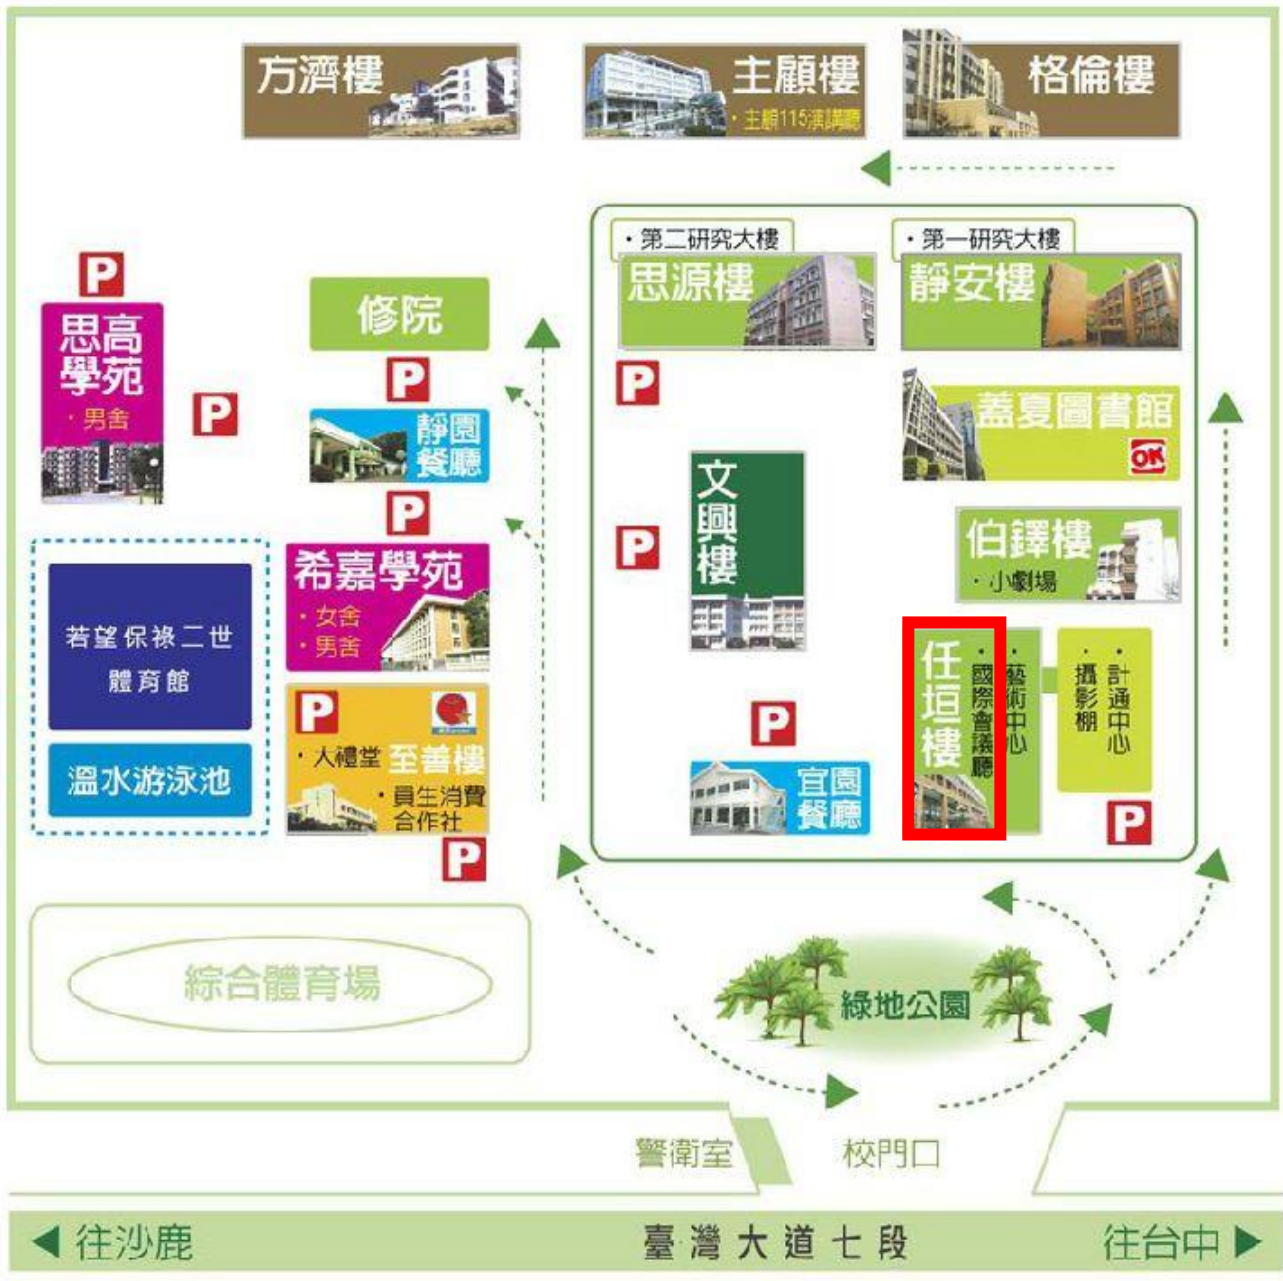 方濟樓
主顧樓
・主顧115演講廳
格倫樓
・第二研究大樓
思源樓
・第一研究大樓
靜安樓
P
思高
學苑
・男舍
P
修院
P
靜園
餐廳
P
希嘉學苑
・女舍
・男舍
若望保祿二世
體育館
溫水游泳池
P
・大禮堂
至善樓
・員生消費
合作社
P
P
文興樓
P
P
宜園
餐廳
蓋夏圖書館
OK
伯鐸樓
・小劇場
任垣樓
・國際會議廳
・藝術中心
・攝影棚
・計通中心
P
綜合體育場
綠地公園
警衛室
校門口
往沙鹿
臺灣大道七段
往台中